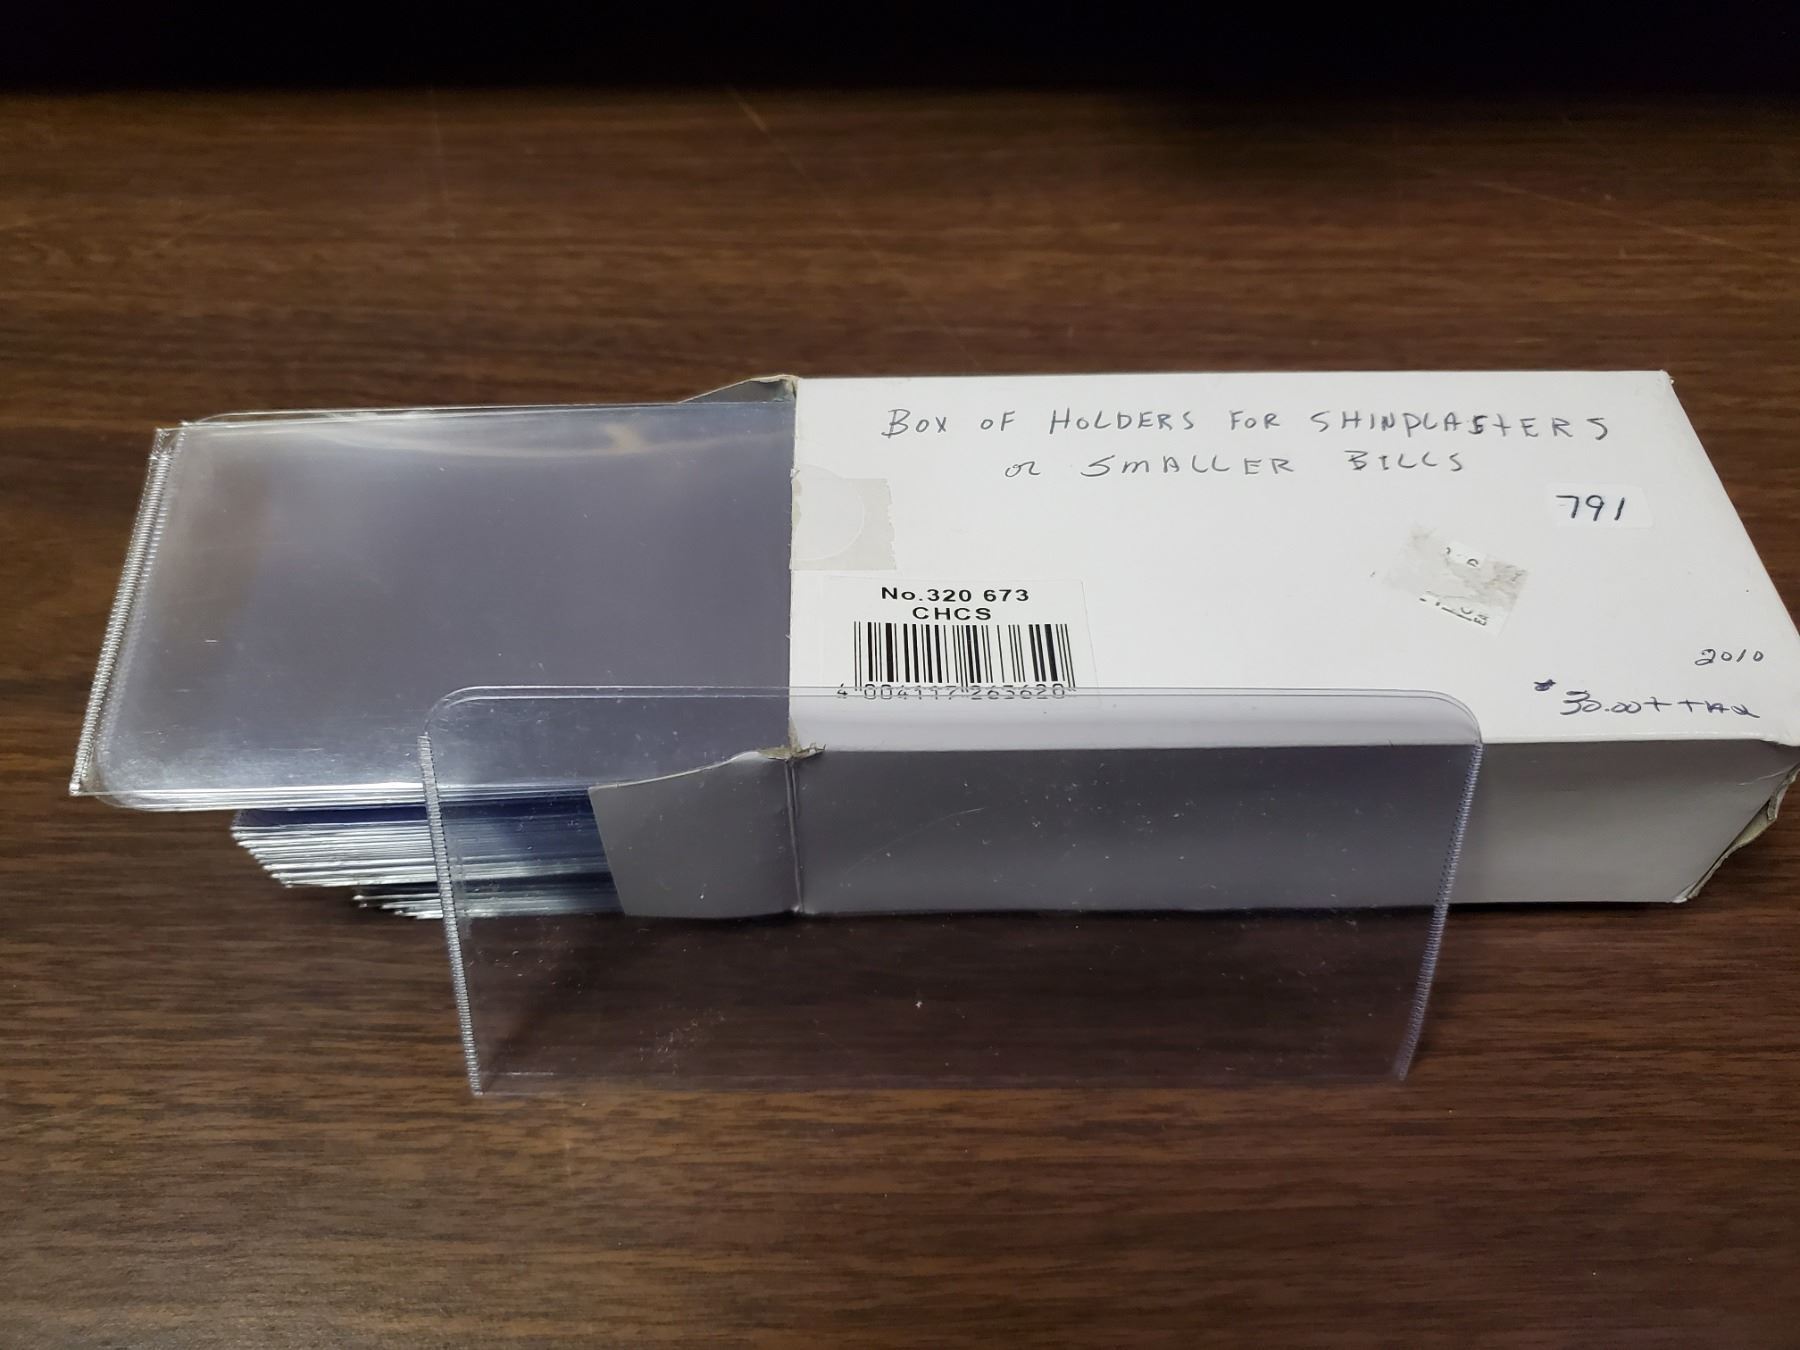 BOX OF HOLDERS FOR SHINPLASTERS
or SMALLER BILLS
791
No.320 673
CHCS
4 004117 263620
2010
$30.00 + TAX